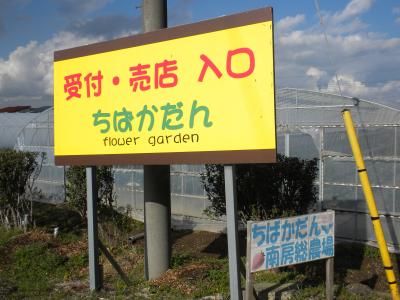 受付・売店 入口
ちばかだん
flower garden
ちばかだん
南房総農場